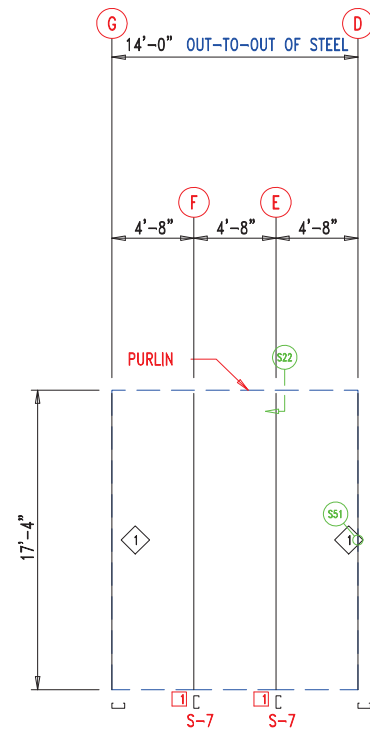 G D
14'-0" OUT-TO-OUT OF STEEL
F E
4'-8" 4'-8" 4'-8"
PURLIN S22
17'-4"
S51
1 1
1 1
S-7 S-7